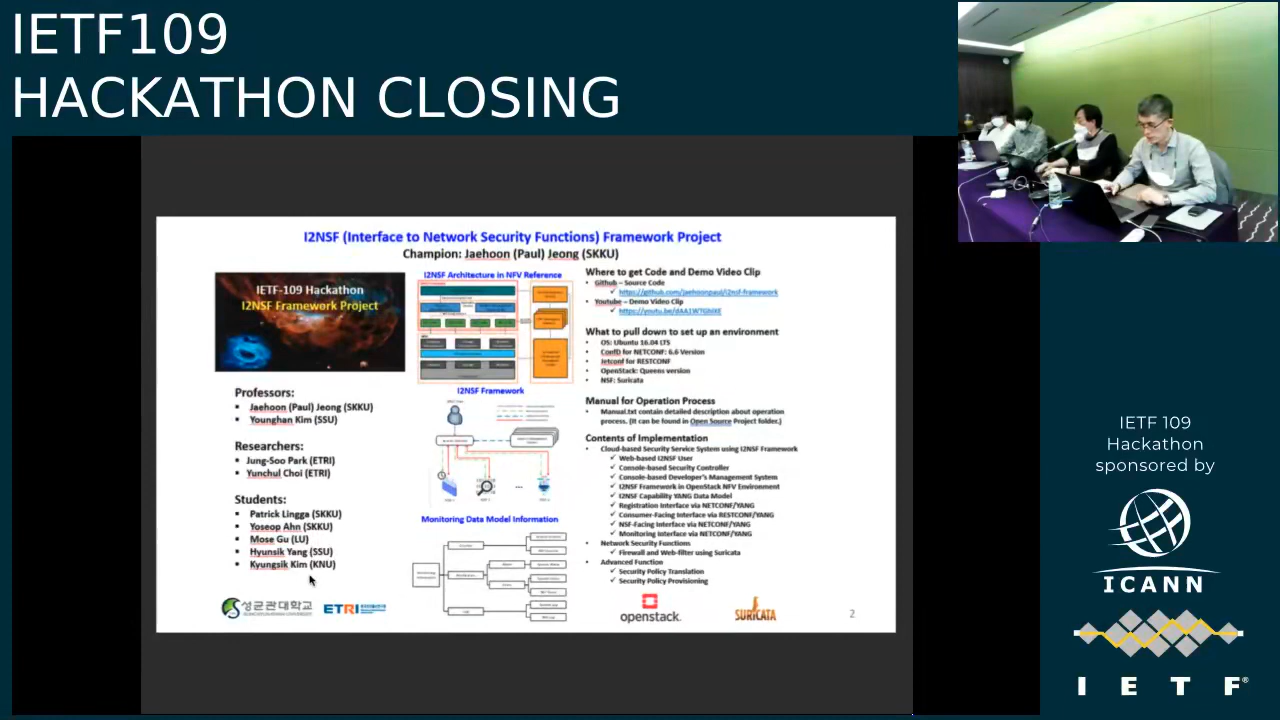 IETF109
HACKATHON CLOSING
I2NSF (Interface to Network Security Functions) Framework Project
Champion: Jaehoon (Paul) Jeong (SKKU)
IETF-109 Hackathon
I2NSF Framework Project
Professors:
Jaehoon (Paul) Jeong (SKKU)
Younghan Kim (SSU)
Researchers:
Jung-Soo Park (ETRI)
Yunchul Choi (ETRI)
Students:
Patrick Lingga (SKKU)
Yoseop Ahn (SKKU)
Mose Gu (LU)
Hyunsik Yang (SSU)
Kyungsik Kim (KNU)
성균관대학교
ETRI
I2NSF Architecture in NFV Reference
I2NSF Framework
Monitoring Data Model Information
Where to get Code and Demo Video Clip
Github – Source Code
https://github.com/jaehoonpaul/i2nsf-framework
Youtube – Demo Video Clip
What to pull down to set up an environment
OS: Ubuntu 16.04 LTS
ConfD for NETCONF: 6.6 Version
Jetconf for RESTCONF
OpenStack: Queens version
NSF: Suricata
Manual for Operation Process
Manual.txt contain detailed description about operation
process. (It can be found in Open Source Project folder.)
Contents of Implementation
Cloud-based Security Service System using I2NSF Framework
Web-based I2NSF User
Console-based Security Controller
Console-based Developer's Management System
I2NSF Framework in OpenStack NFV Environment
I2NSF Capability YANG Data Model
Registration Interface via NETCONF/YANG
Consumer-Facing Interface via RESTCONF/YANG
NSF-Facing Interface via NETCONF/YANG
Monitoring Interface via NETCONF/YANG
Network Security Functions
Firewall and Web-filter using Suricata
Advanced Function
Security Policy Translation
Security Policy Provisioning
openstack.
SURICATA
2
IETF 109
Hackathon
sponsored by
ICANN
IETF®